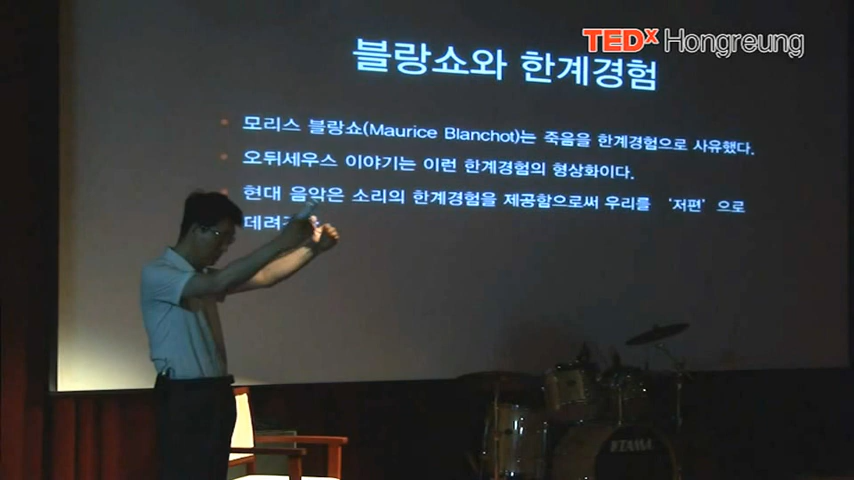 TEDx Hongreung
블랑쇼와 한계경험
모리스 블랑쇼(Maurice Blanchot)는 죽음을 한계경험으로 사유했다.
오뒤세우스 이야기는 이런 한계경험의 형상화이다.
현대 음악은 소리의 한계경험을 제공함으로써 우리를 ‘저편’으로
TAMA